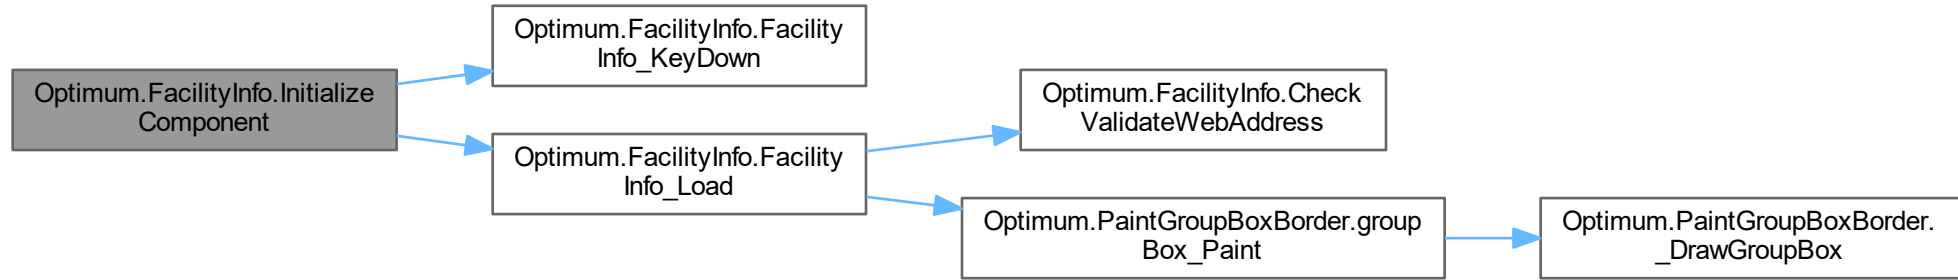 Optimum.FacilityInfo.Initialize
Component
Optimum.FacilityInfo.Facility
Info_KeyDown
Optimum.FacilityInfo.Facility
Info_Load
Optimum.FacilityInfo.Check
ValidateWebAddress
Optimum.PaintGroupBoxBorder.group
Box_Paint
Optimum.PaintGroupBoxBorder.
_DrawGroupBox